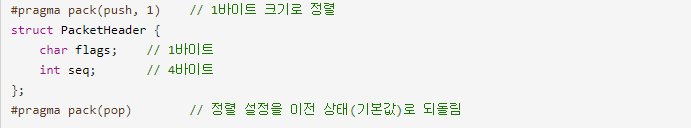 #pragma pack(push, 1)    // 1바이트 크기로 정렬
struct PacketHeader {
    char flags;    // 1바이트
    int seq;       // 4바이트
};
#pragma pack(pop)        // 정렬 설정을 이전 상태(기본값)로 되돌림